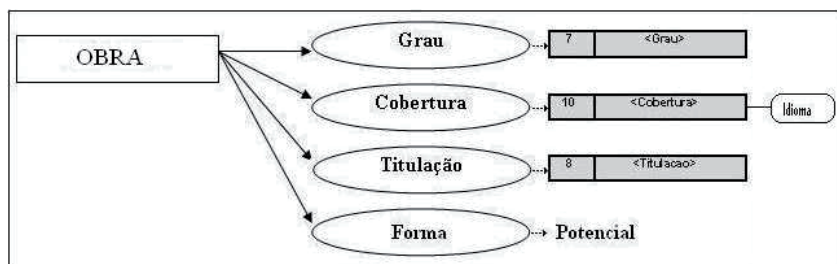 OBRA
Grau
7 <Grau>
Cobertura
10 <Cobertura>
Idioma
Titulação
8 <Titulacao>
Forma
Potencial